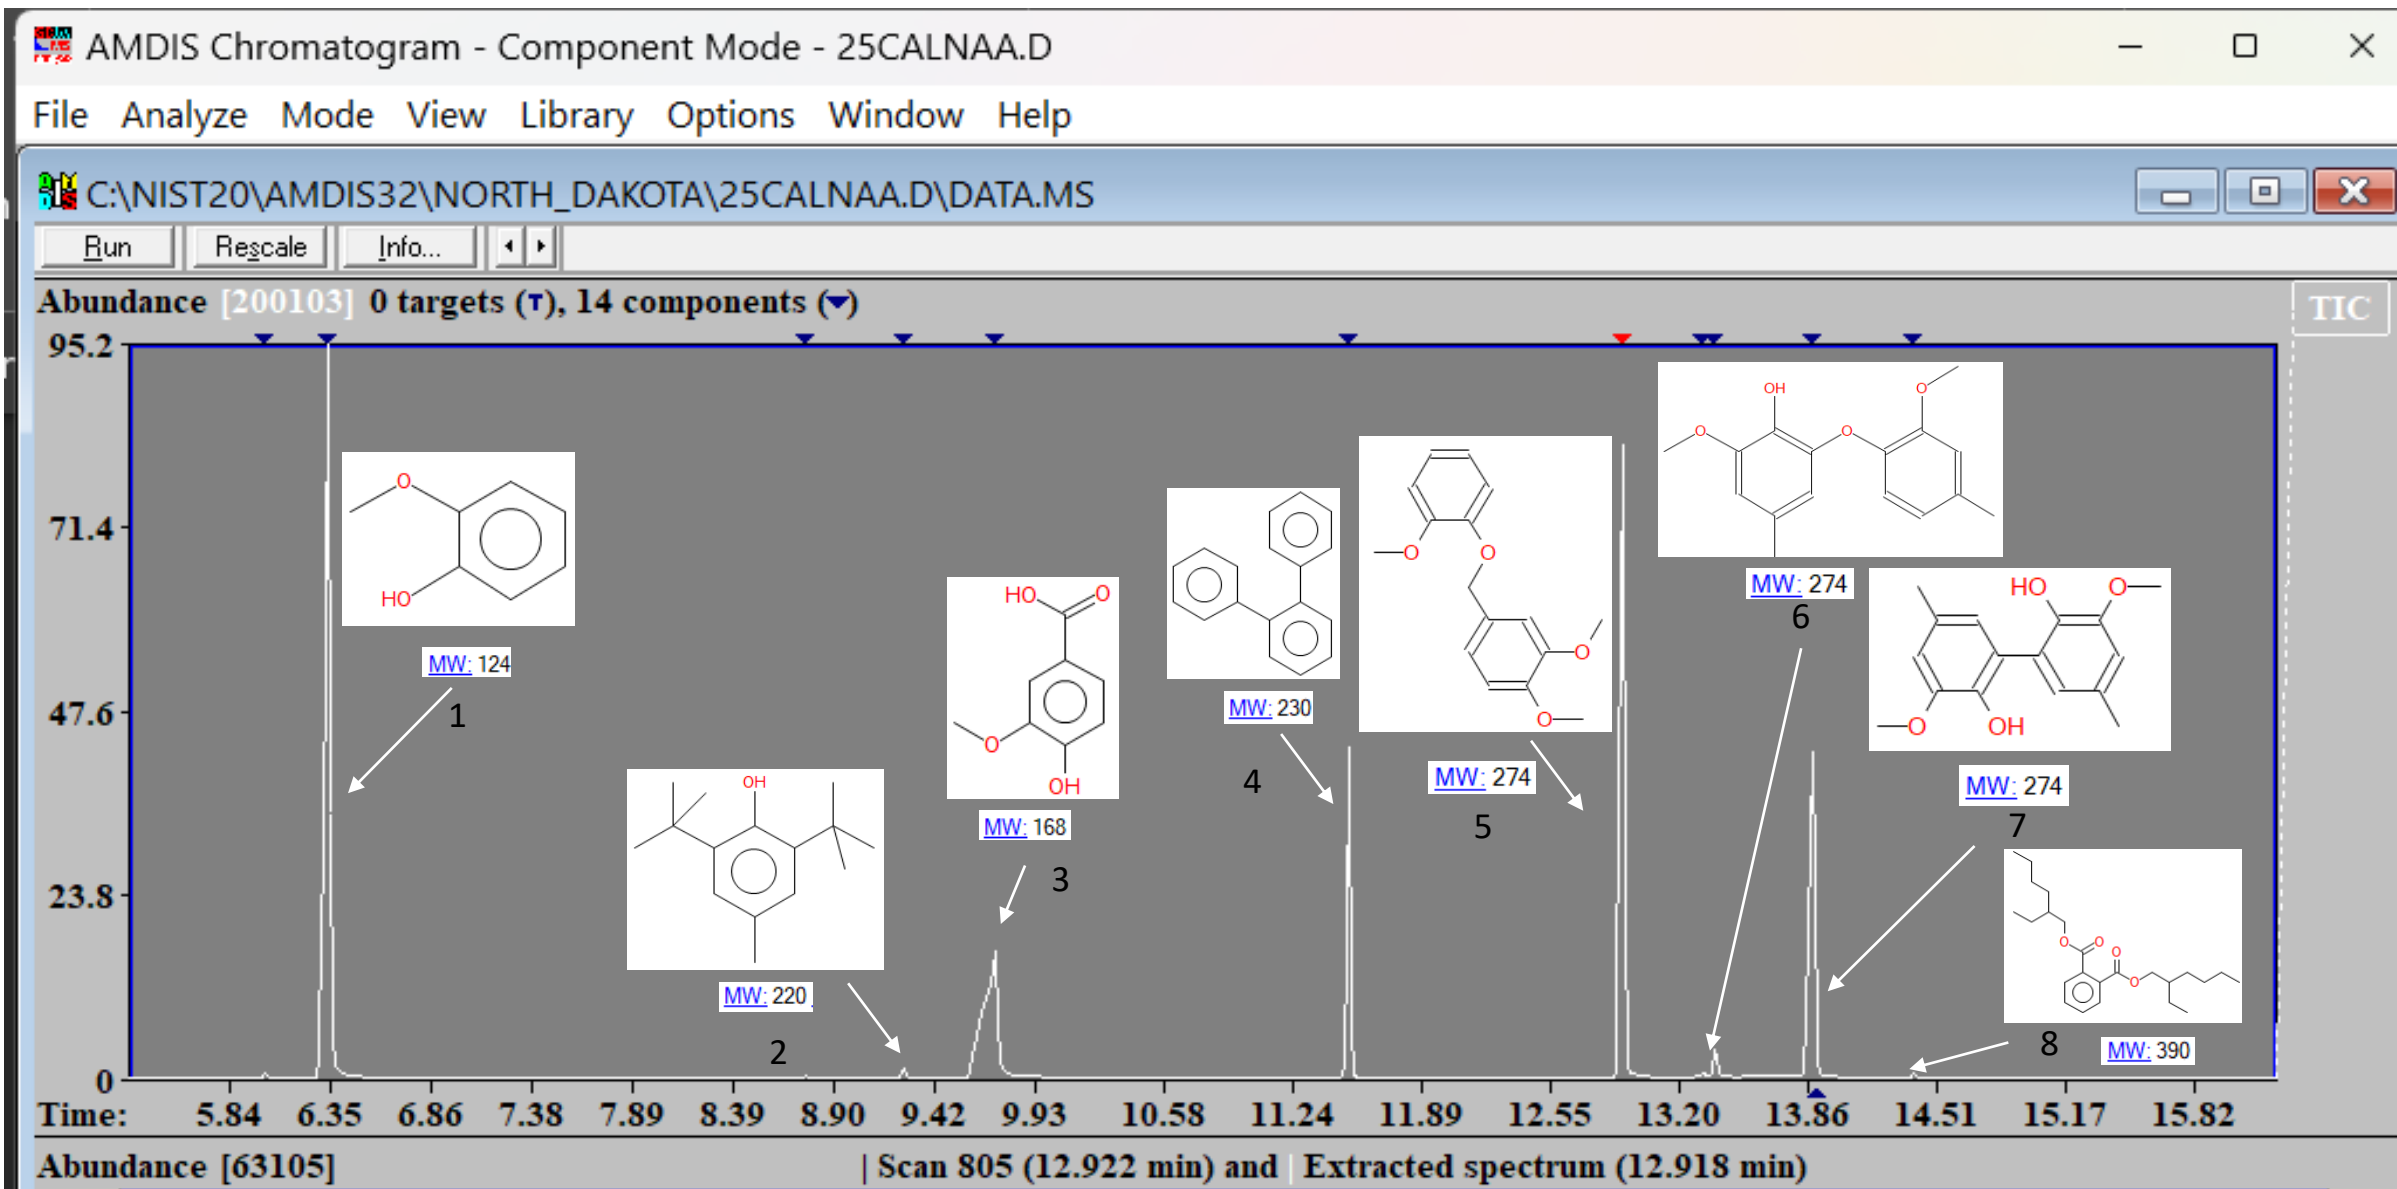 AMDIS Chromatogram - Component Mode - 25CALNAA.D
File Analyze Mode View Library Options Window Help
C:\NIST20\AMDIS32\NORTH_DAKOTA\25CALNAA.D\DATA.MS
Run Rescale Info...
Abundance [200103] 0 targets (T), 14 components (▼)
TIC
95.2
71.4
47.6
23.8
0
O
HO
MW: 124
1
OH
MW: 220
2
HO O
O
OH
MW: 168
3
MW: 230
4
O O
O
O
MW: 274
5
OH O
O O
MW: 274
6
HO O
O OH
MW: 274
7
O O O
O
8
MW: 390
Time: 5.84 6.35 6.86 7.38 7.89 8.39 8.90 9.42 9.93 10.58 11.24 11.89 12.55 13.20 13.86 14.51 15.17 15.82
Abundance [63105] | Scan 805 (12.922 min) and | Extracted spectrum (12.918 min)